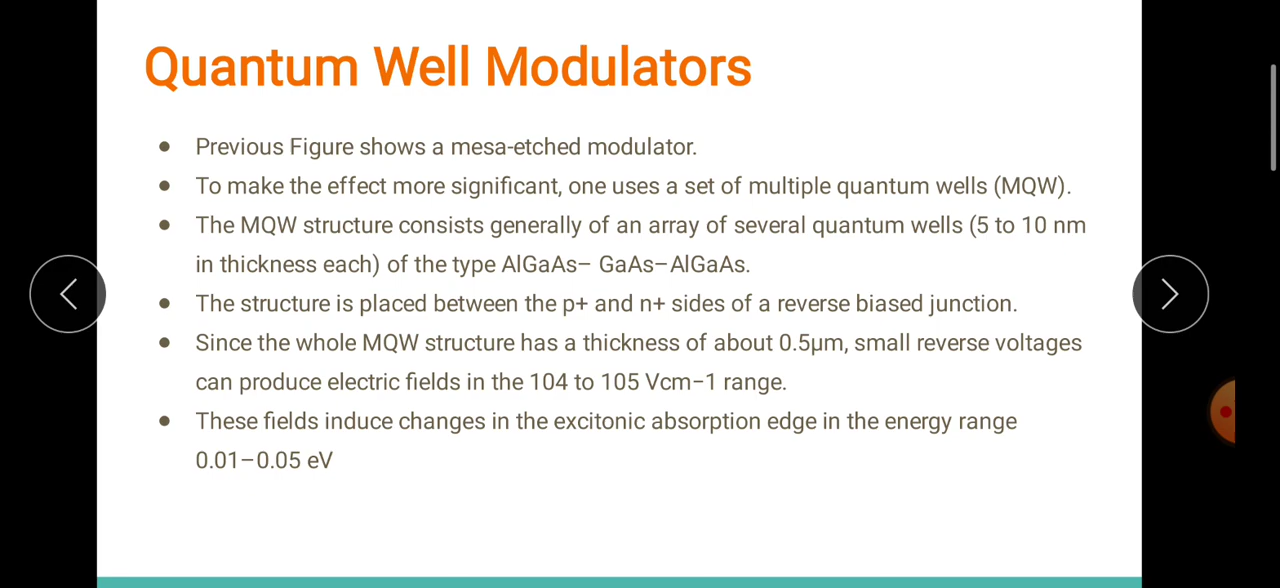 Quantum Well Modulators
● Previous Figure shows a mesa-etched modulator.
● To make the effect more significant, one uses a set of multiple quantum wells (MQW).
● The MQW structure consists generally of an array of several quantum wells (5 to 10 nm
in thickness each) of the type AlGaAs– GaAs–AlGaAs.
● The structure is placed between the p+ and n+ sides of a reverse biased junction.
● Since the whole MQW structure has a thickness of about 0.5μm, small reverse voltages
can produce electric fields in the 104 to 105 Vcm−1 range.
● These fields induce changes in the excitonic absorption edge in the energy range
0.01–0.05 eV